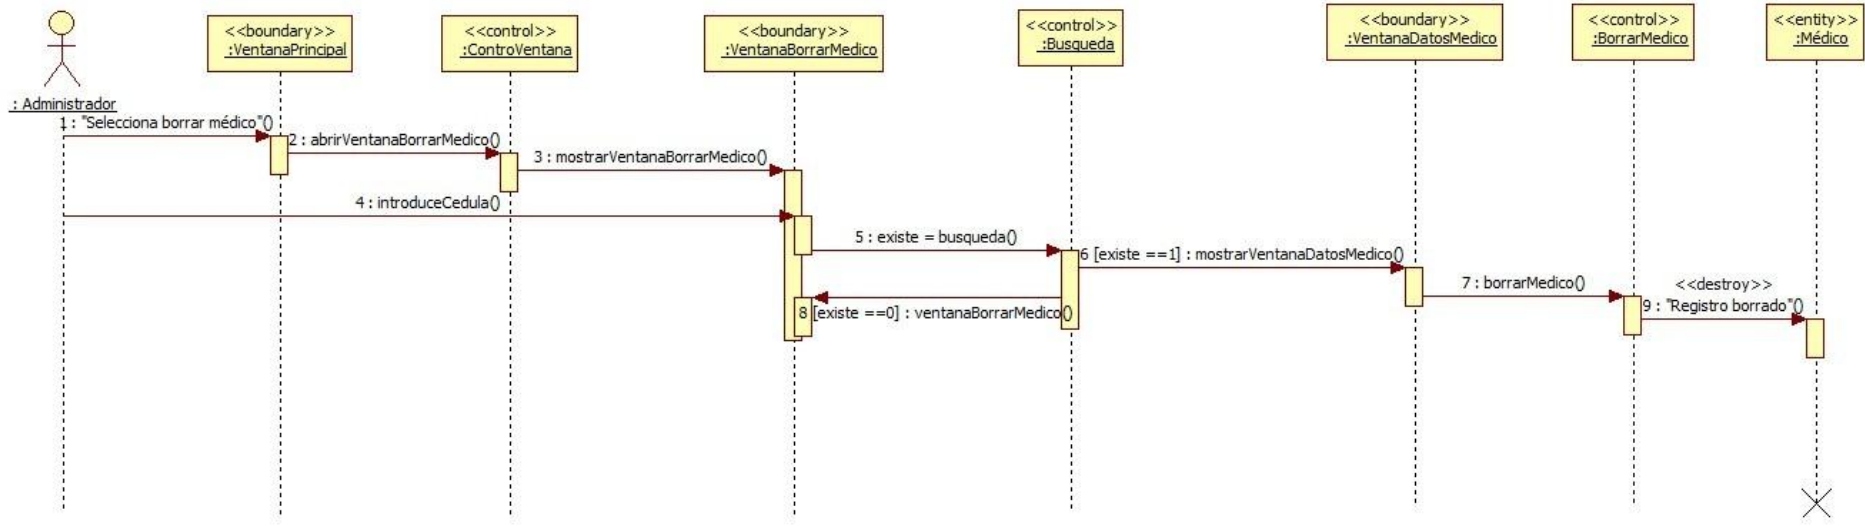 <<boundary>>
:VentanaPrincipal
<<control>>
:ControVentana
<<boundary>>
:VentanaBorrarMedico
<<control>>
:Busqueda
<<boundary>>
:VentanaDatosMedico
<<control>>
:BorrarMedico
<<entity>>
:Médico
: Administrador
1 : "Selecciona borrar médico"()
2 : abrirVentanaBorrarMedico()
3 : mostrarVentanaBorrarMedico()
4 : introduceCedula()
5 : existe = busqueda()
6 [existe ==1] : mostrarVentanaDatosMedico()
7 : borrarMedico()
8 [existe ==0] : ventanaBorrarMedico()
<<destroy>>
9 : "Registro borrado"()